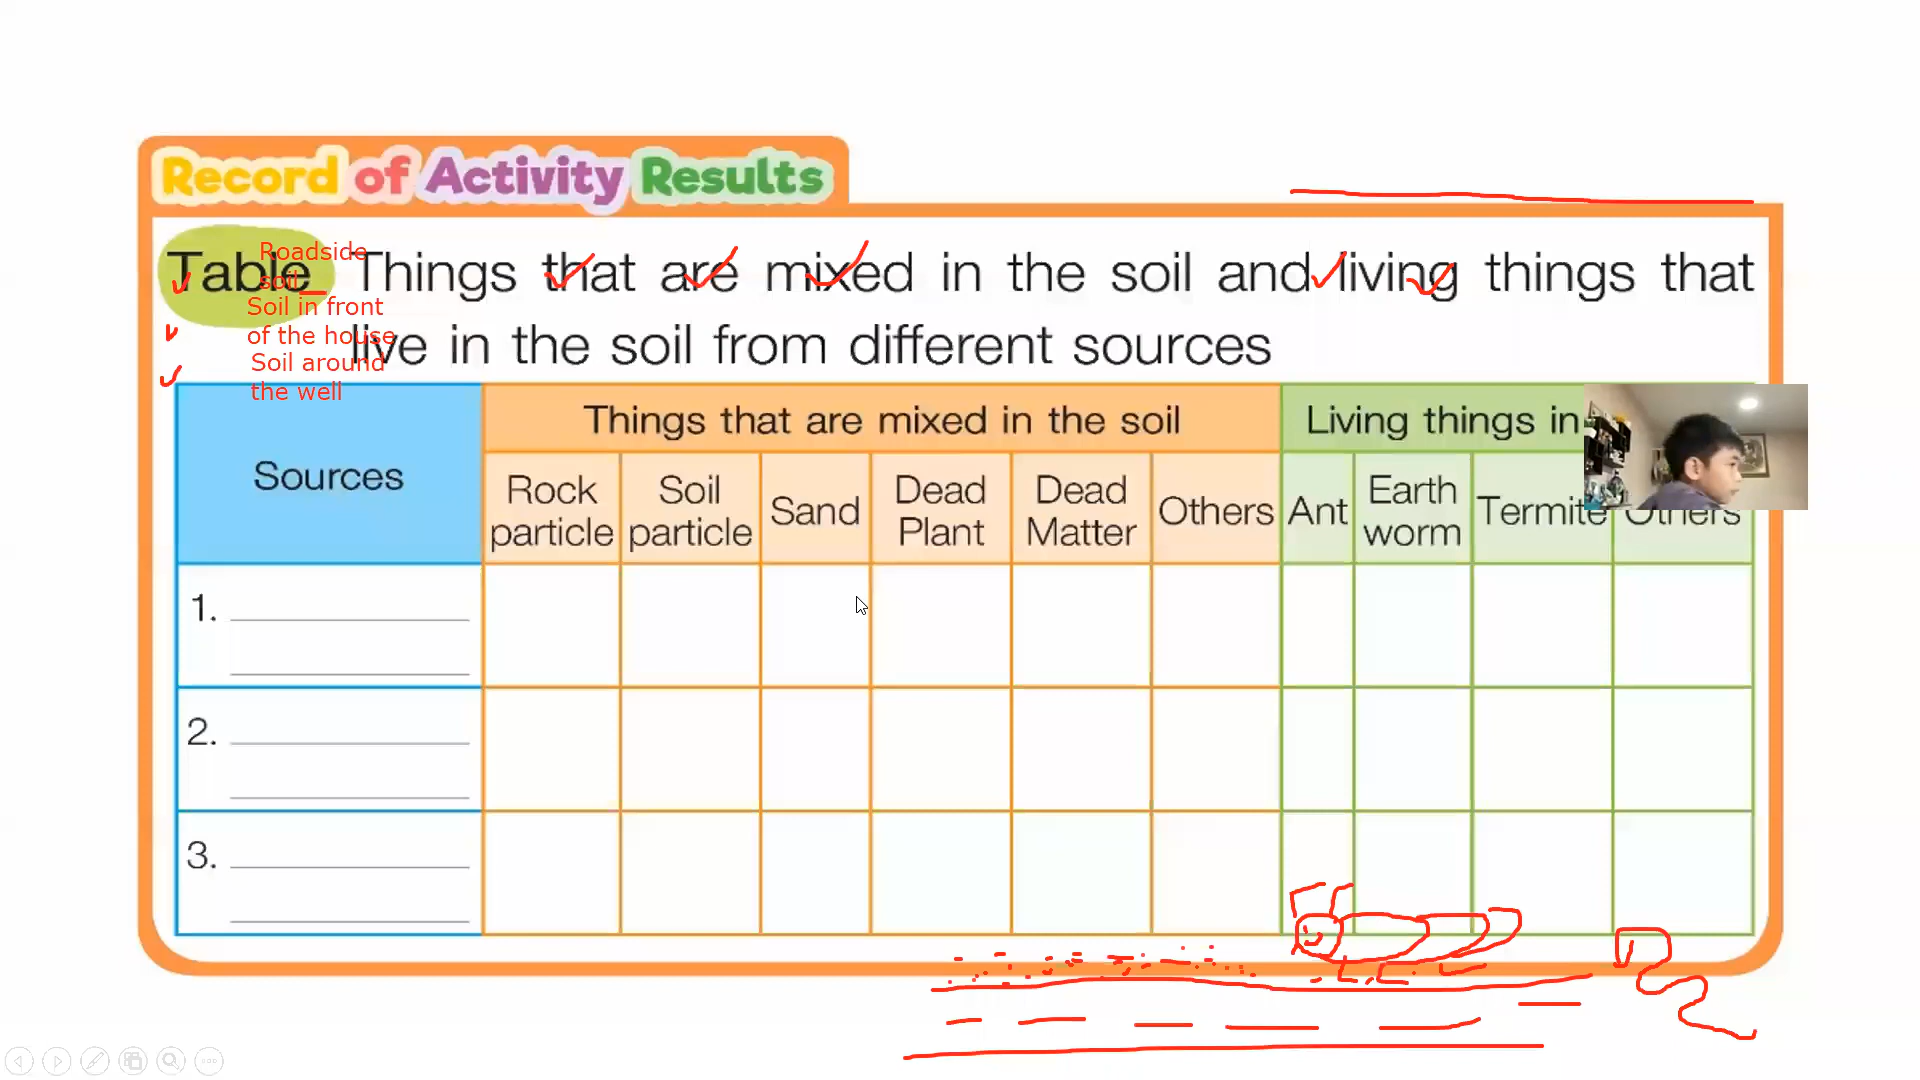 Record of Activity Results
Table Things that are mixed in the soil and living things that
live in the soil from different sources
Roadside
soil
Soil in front
of the house
Soil around
the well
Sources
Things that are mixed in the soil
Living things in
Rock particle
Soil particle
Sand
Dead Plant
Dead Matter
Others
Ant
Earth worm
Termite
Others
1.
2.
3.